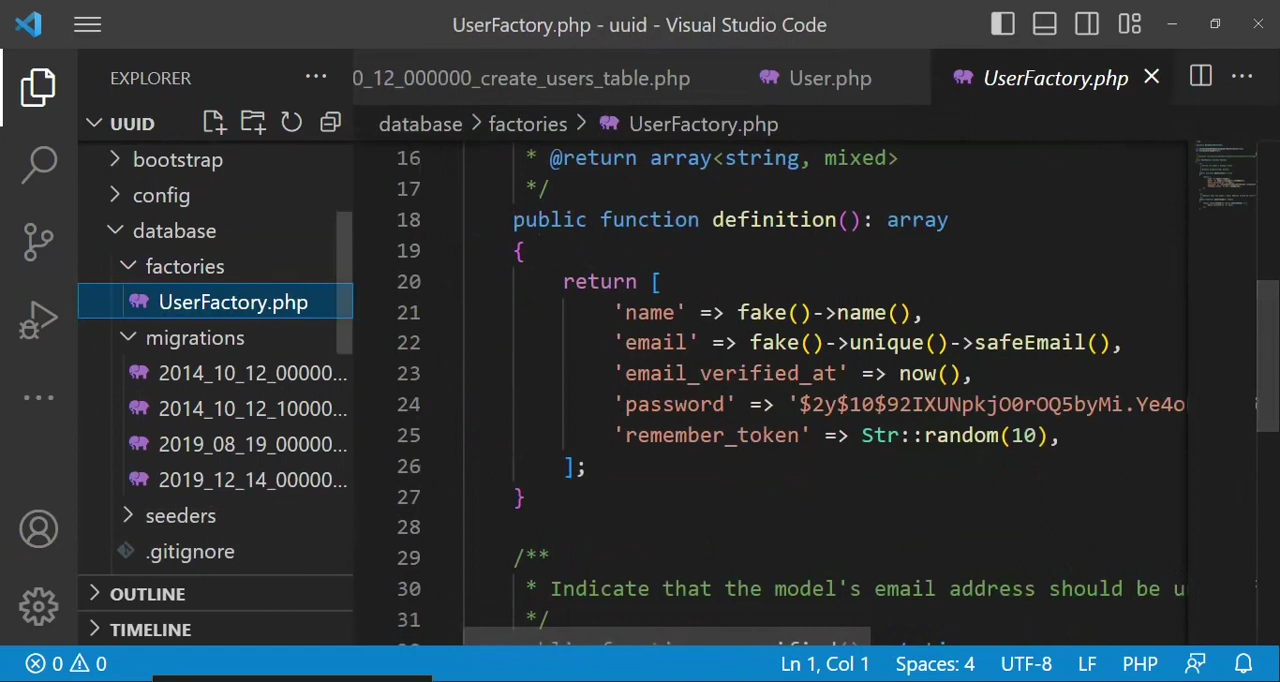 UserFactory.php - uuid - Visual Studio Code
EXPLORER
0_12_000000_create_users_table.php
User.php
UserFactory.php
UUID
database
factories
UserFactory.php
bootstrap
config
database
factories
UserFactory.php
migrations
2014_10_12_00000...
2014_10_12_10000...
2019_08_19_00000...
2019_12_14_00000...
seeders
.gitignore
OUTLINE
TIMELINE
16 * @return array<string, mixed>
17 */
18 public function definition(): array
19 {
20 return [
21 'name' => fake()->name(),
22 'email' => fake()->unique()->safeEmail(),
23 'email_verified_at' => now(),
24 'password' => '$2y$10$92IXUNpkjO0rOQ5byMi.Ye4o
25 'remember_token' => Str::random(10),
26 ];
27 }
28
29 /**
30 * Indicate that the model's email address should be u
31 */
0 0
Ln 1, Col 1
Spaces: 4
UTF-8
LF
PHP